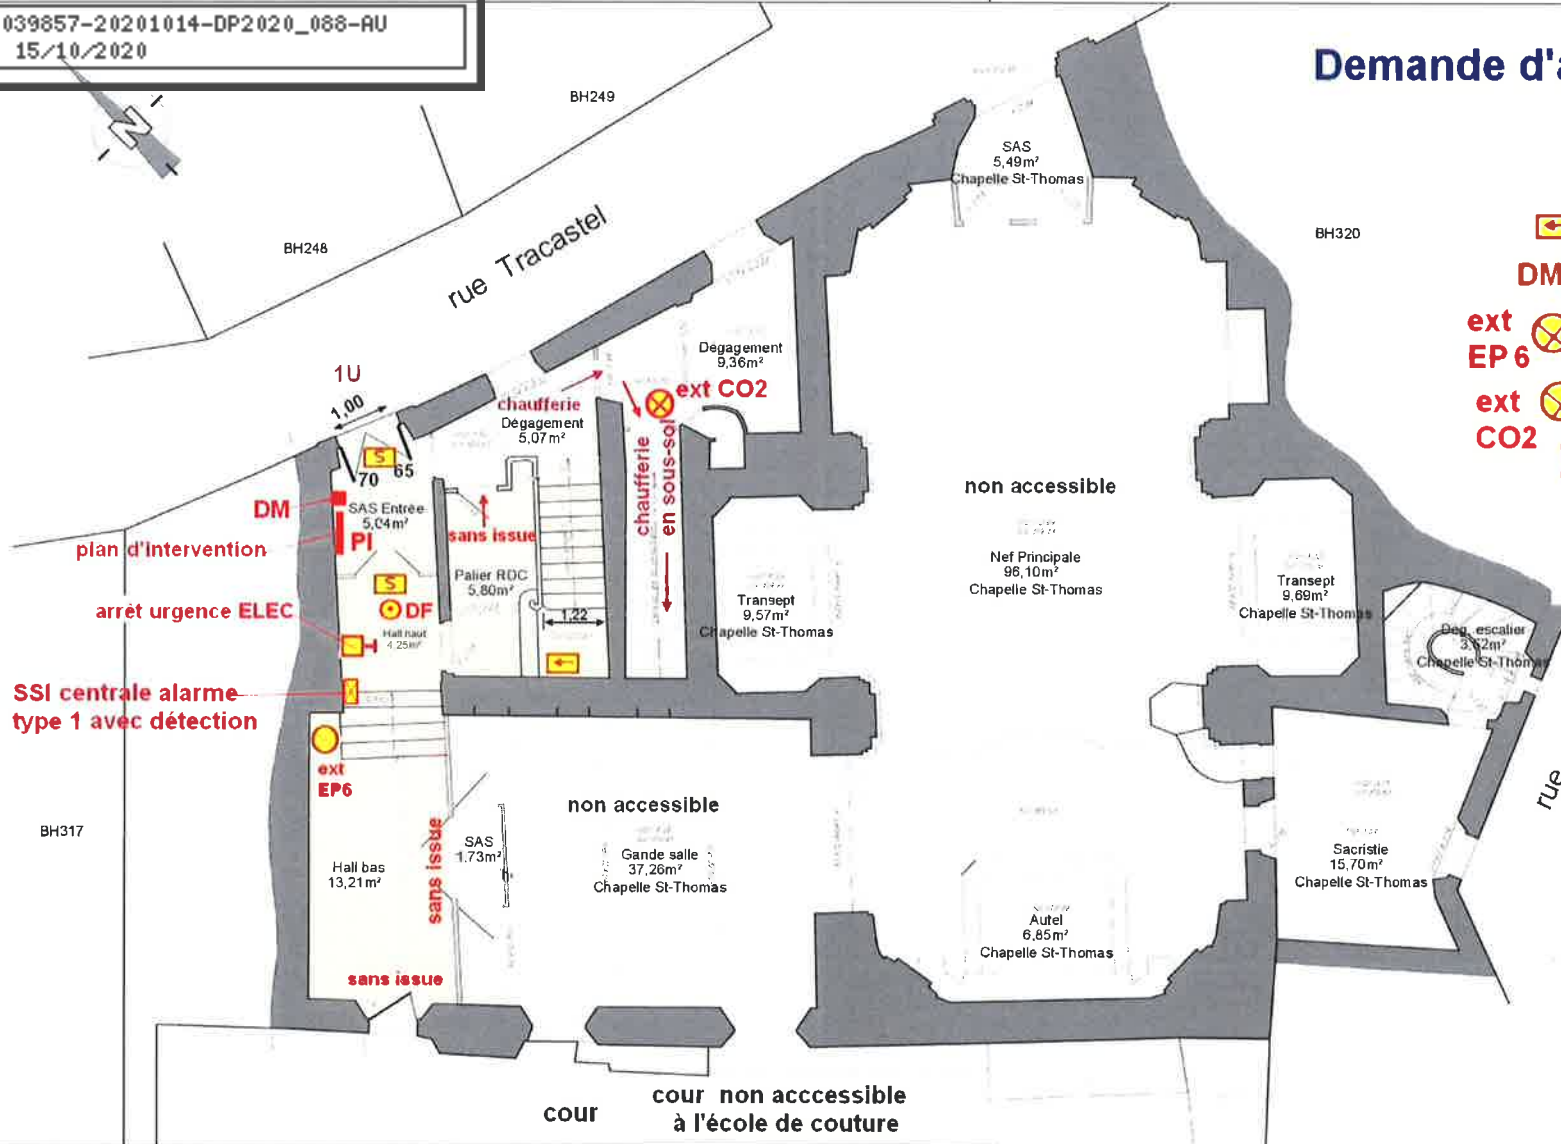 039857-20201014-DP2020_088-AU
15/10/2020
Demande d'a
N
BH249
BH248
BH320
BH317
rue Tracastel
SAS
5,49m²
Chapelle St-Thomas
DM
ext
EP 6
ext
CO2
1U
1,00
S
70
65
DM
SAS Entrée
5,04m²
plan d'intervention
PI
S
DF
arrêt urgence ELEC
Hall haut
4,25m²
SSI centrale alarme
type 1 avec détection
ext
EP6
chaufferie
Dégagement
5,07m²
Dégagement
9,36m²
ext CO2
chaufferie
en sous-sol
sans issue
Palier RDC
5,80m²
1,22
non accessible
Nef Principale
96,10m²
Chapelle St-Thomas
Transept
9,57m²
Chapelle St-Thomas
Transept
9,69m²
Chapelle St-Thomas
Dég. escalier
3,62m²
Chapelle St-Thomas
non accessible
Gande salle
37,26m²
Chapelle St-Thomas
SAS
1,73m²
sans issue
Hall bas
13,21m²
sans issue
Autel
6,85m²
Chapelle St-Thomas
Sacristie
15,70m²
Chapelle St-Thomas
rue
cour
cour non acccessible
à l'école de couture